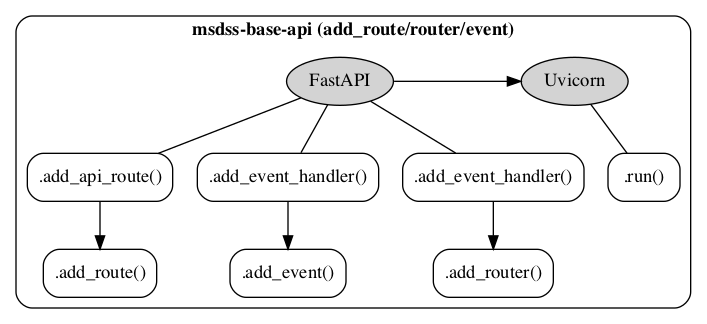 msdss-base-api (add_route/router/event)
FastAPI
Uvicorn
.add_api_route()
.add_event_handler()
.add_event_handler()
.run()
.add_route()
.add_event()
.add_router()